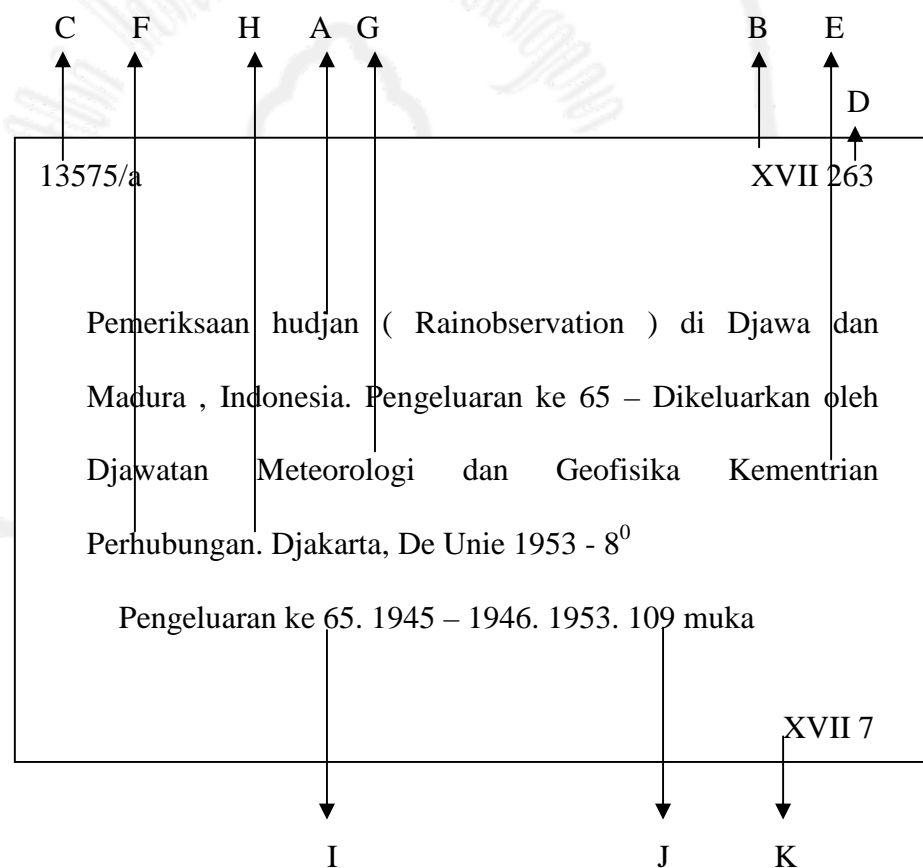 C F H A G B E
D
13575/a XVII 263
Pemeriksaan hudjan ( Rainobservation ) di Djawa dan
Madura , Indonesia. Pengeluaran ke 65 – Dikeluarkan oleh
Djawatan Meteorologi dan Geofisika Kementrian
Perhubungan. Djakarta, De Unie 1953 - 8⁰
Pengeluaran ke 65. 1945 – 1946. 1953. 109 muka
XVII 7
I J K